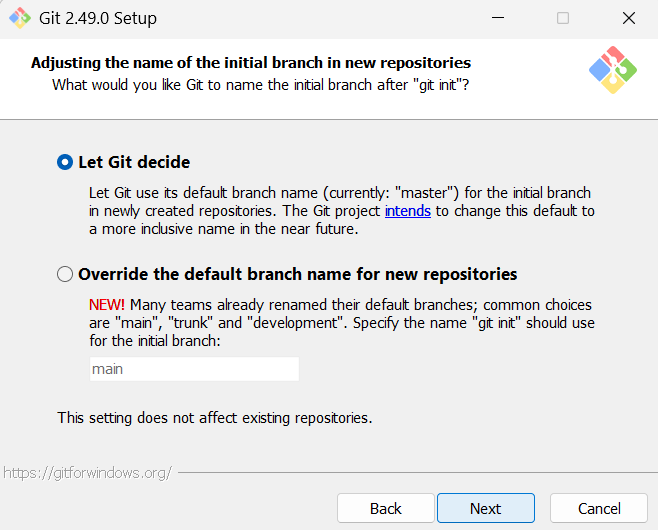 Git 2.49.0 Setup
Adjusting the name of the initial branch in new repositories
What would you like Git to name the initial branch after "git init"?
Let Git decide
Let Git use its default branch name (currently: "master") for the initial branch
in newly created repositories. The Git project intends to change this default to
a more inclusive name in the near future.
Override the default branch name for new repositories
NEW! Many teams already renamed their default branches; common choices
are "main", "trunk" and "development". Specify the name "git init" should use
for the initial branch:
main
This setting does not affect existing repositories.
https://gitforwindows.org/
Back Next Cancel